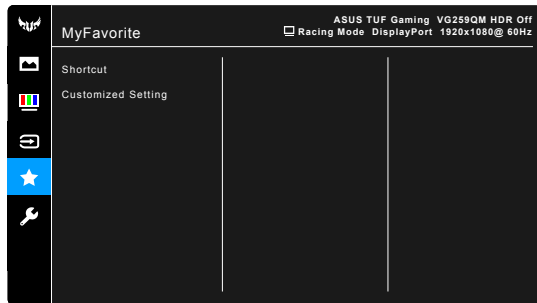 MyFavorite
ASUS TUF Gaming VG259QM HDR Off
Racing Mode DisplayPort 1920x1080@ 60Hz
Shortcut
Customized Setting